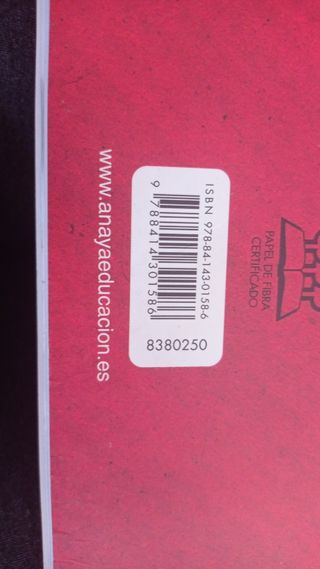 www.anayaeducacion.es
ISBN 978-84-143-0158-6
9 788414 301586
8380250
PAPEL DE FIBRA
CERTIFICADO